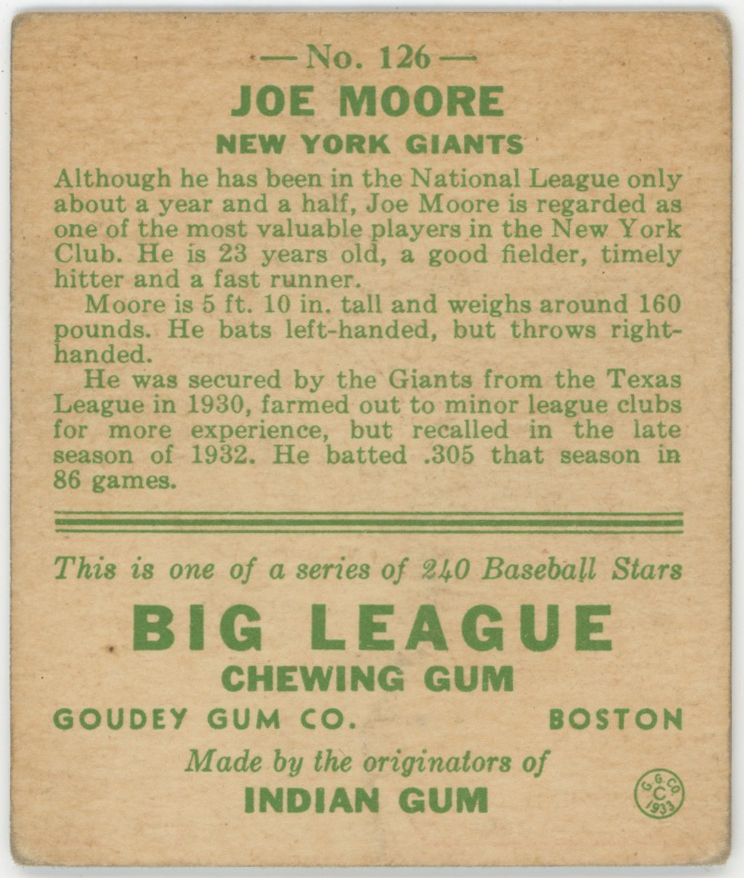 — No. 126 —
JOE MOORE
NEW YORK GIANTS
Although he has been in the National League only
about a year and a half, Joe Moore is regarded as
one of the most valuable players in the New York
Club. He is 23 years old, a good fielder, timely
hitter and a fast runner.
Moore is 5 ft. 10 in. tall and weighs around 160
pounds. He bats left-handed, but throws right-
handed.
He was secured by the Giants from the Texas
League in 1930, farmed out to minor league clubs
for more experience, but recalled in the late
season of 1932. He batted .305 that season in
86 games.
This is one of a series of 240 Baseball Stars
BIG LEAGUE
CHEWING GUM
GOUDEY GUM CO. BOSTON
Made by the originators of
INDIAN GUM
G. G. CO.
C
1933